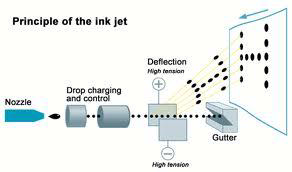 Principle of the ink jet
Deflection
High tension
Drop charging
and control
Nozzle
+
Gutter
−
High tension